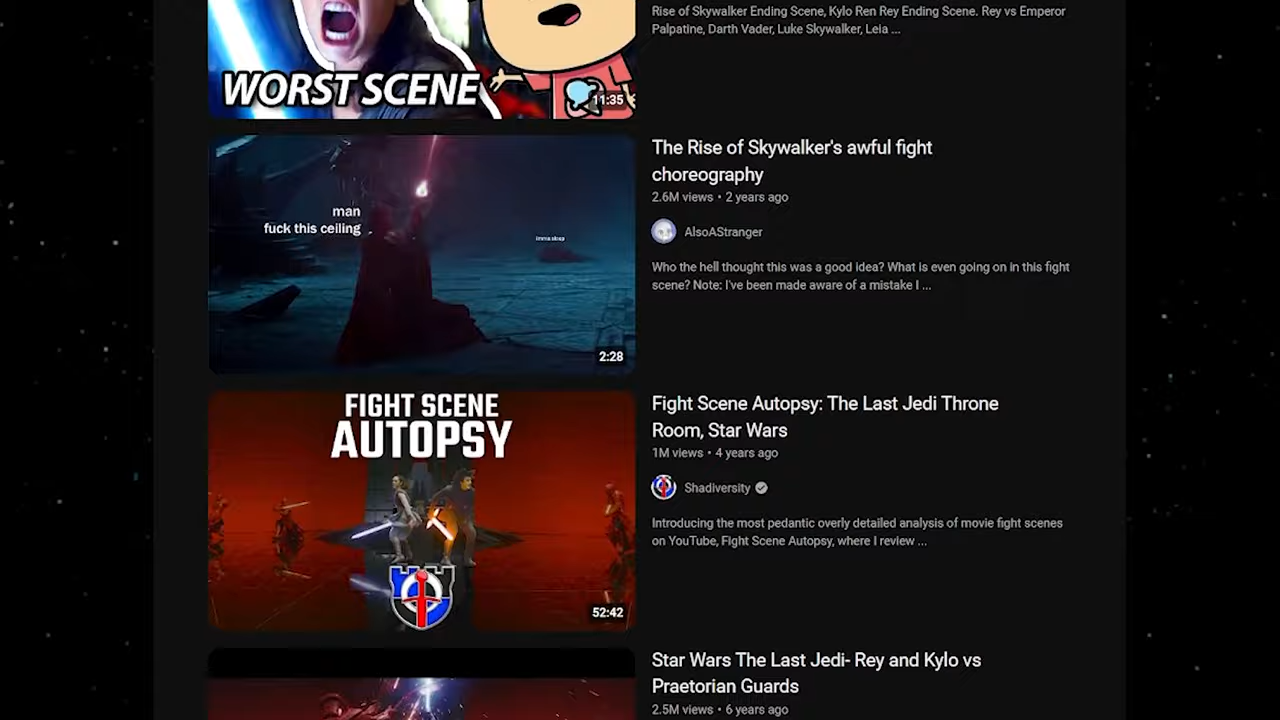 Rise of Skywalker Ending Scene, Kylo Ren Rey Ending Scene. Rey vs Emperor
Palpatine, Darth Vader, Luke Skywalker, Leia ...
WORST SCENE
11:35
The Rise of Skywalker's awful fight
choreography
2.6M views • 2 years ago
man
fuck this ceiling
AlsoAStranger
Who the hell thought this was a good idea? What is even going on in this fight
scene? Note: I've been made aware of a mistake I ...
2:28
FIGHT SCENE
AUTOPSY
Fight Scene Autopsy: The Last Jedi Throne
Room, Star Wars
1M views • 4 years ago
Shadiversity
Introducing the most pedantic overly detailed analysis of movie fight scenes
on YouTube, Fight Scene Autopsy, where I review ...
52:42
Star Wars The Last Jedi- Rey and Kylo vs
Praetorian Guards
2.5M views • 6 years ago